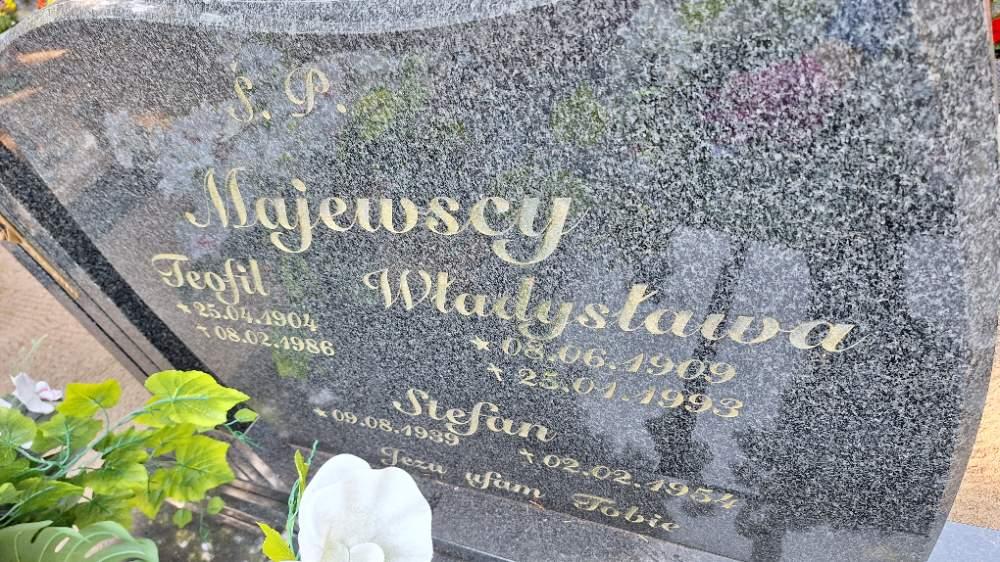 Ś. P.
Majewscy
Teofil
* 25.04.1904
† 08.02.1986
Władysława
* 08.06.1909
† 25.01.1993
Stefan
* 09.08.1939 † 02.02.1954
Jezu ufam Tobie